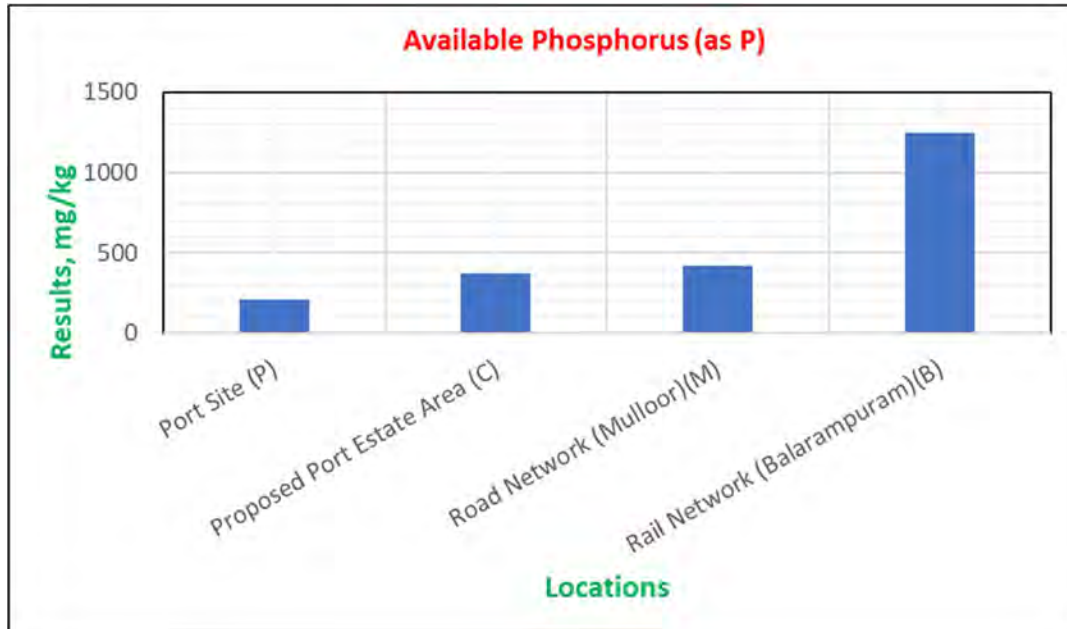 Available Phosphorus (as P)
Results, mg/kg
1500
1000
500
0
Port Site (P)
Proposed Port Estate Area (C)
Road Network (Mulloor)(M)
Rail Network (Balarampuram)(B)
Locations